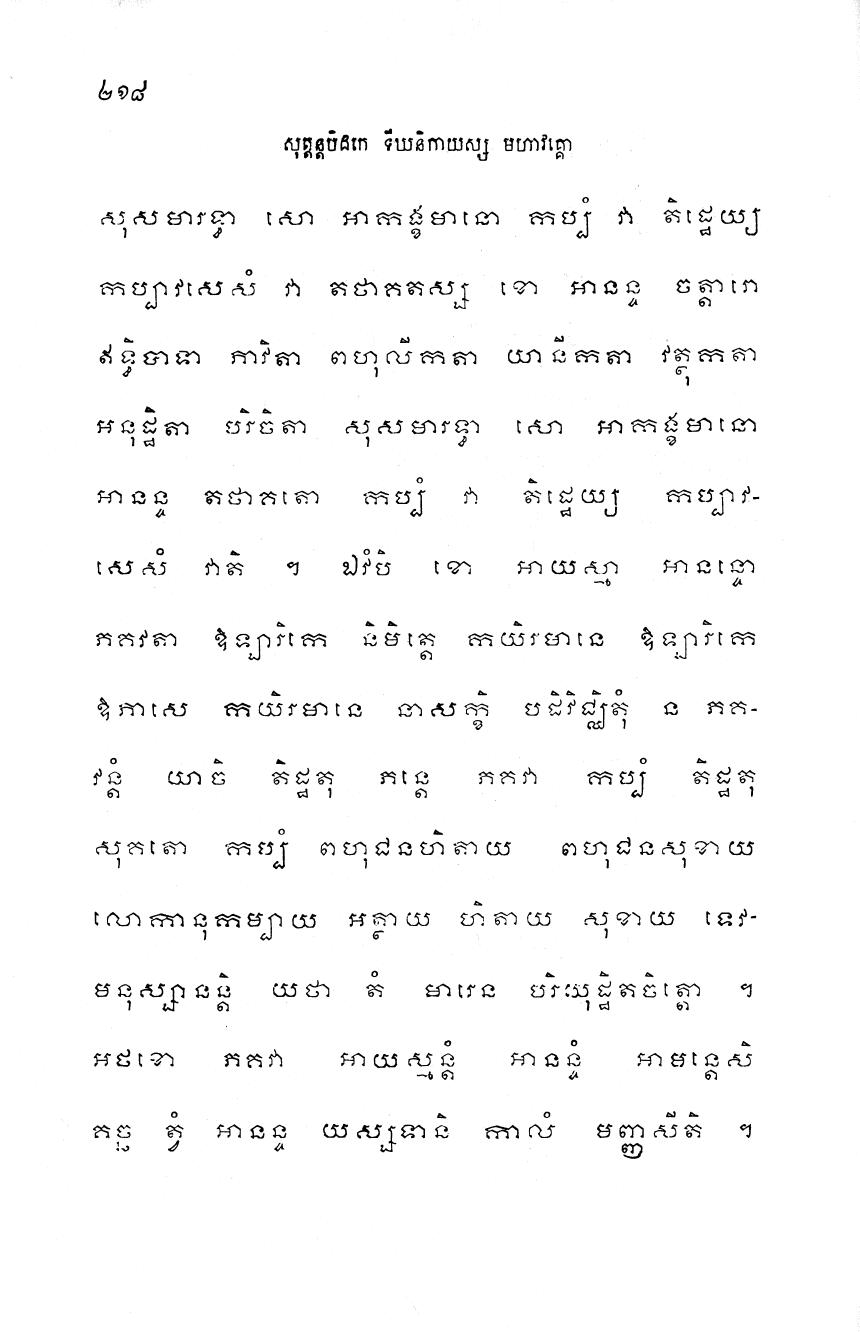 ២១៨
សុត្តន្តបិដកេ ទីឃនិកាយស្ស មហាវគ្គោ
សុសមារទ្ធា សោ អាកង្ខមានោ កប្បំ វា តិដ្ឋេយ្យ
កប្បាវសេសំ វា តថាគតស្ស ខោ អានន្ទ ចត្តារោ
ឥទ្ធិបាទា ភាវិតា ពហុលីកតា យានីកតា វត្ថុកតា
អនុដ្ឋិតា បរិចិតា សុសមារទ្ធា សោ អាកង្ខមានោ
អានន្ទ តថាគតោ កប្បំ វា តិដ្ឋេយ្យ កប្បាវ-
សេសំ វាតិ ។ ឯវំបិ ខោ អាយស្មា អានន្ទោ
ភគវតា ឱឡារិកេ និមិត្តេ កយិរមានេ ឱឡារិកេ
ឱភាសេ កយិរមានេ នាសក្ខិ បដិវិជ្ឈិតុំ ន ភគ-
វន្តំ យាចិ តិដ្ឋតុ ភន្តេ ភគវា កប្បំ តិដ្ឋតុ
សុគតោ កប្បំ ពហុជនហិតាយ ពហុជនសុខាយ
លោកានុកម្បាយ អត្ថាយ ហិតាយ សុខាយ ទេវ-
មនុស្សានន្តិ យថា តំ មារេន បរិយុដ្ឋិតចិត្តោ ។
អថខោ ភគវា អាយស្មន្តំ អានន្ទំ អាមន្តេសិ
គច្ឆ ត្វំ អានន្ទ យស្សទានិ កាលំ មញ្ញសីតិ ។